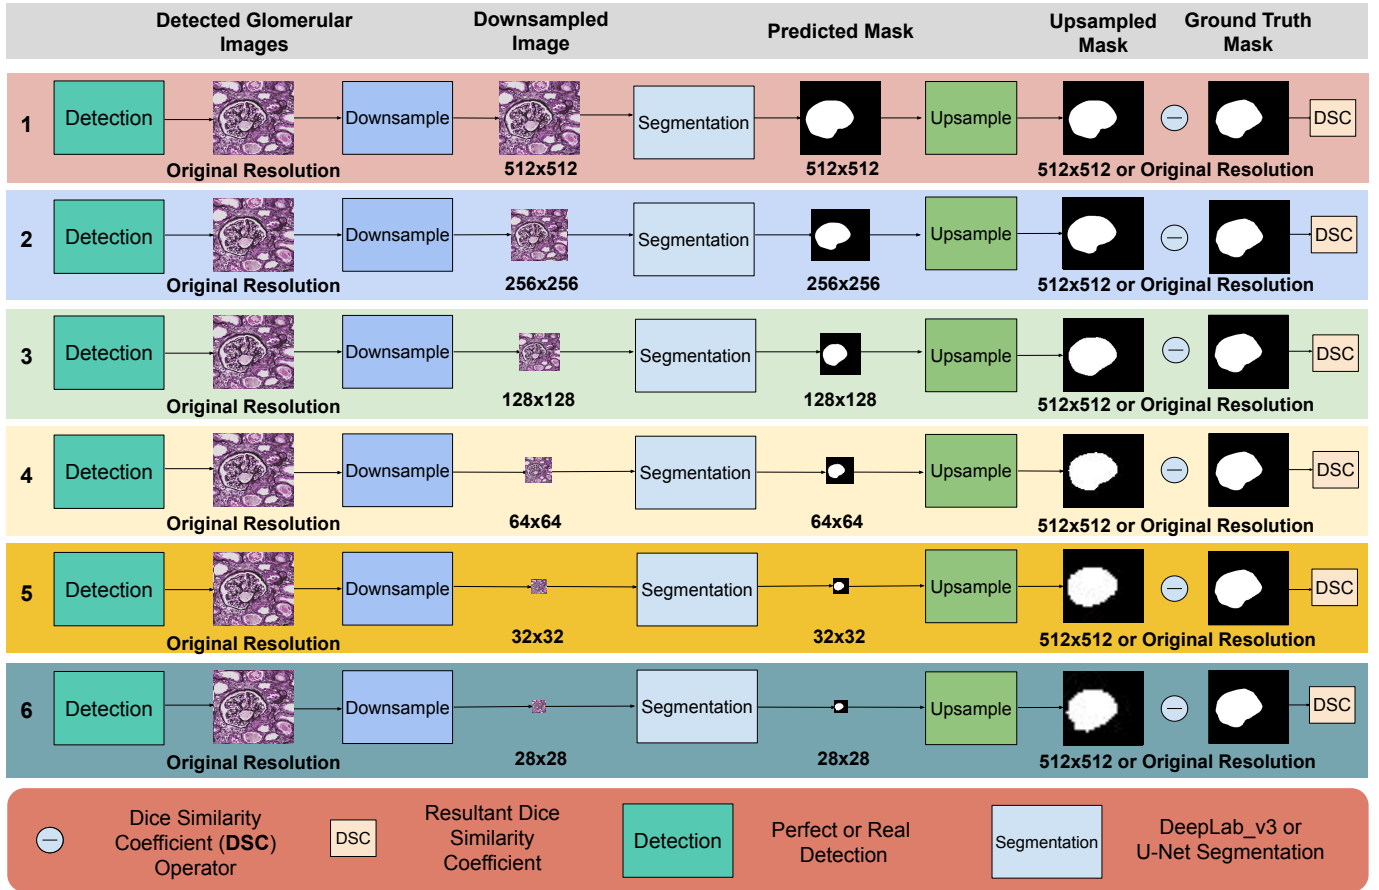 Detected Glomerular
Images
Downsampled
Image
Predicted Mask
Upsampled
Mask
Ground Truth
Mask
1
Detection
Original Resolution
Downsample
512x512
Segmentation
512x512
Upsample
512x512 or Original Resolution
DSC
2
Detection
Original Resolution
Downsample
256x256
Segmentation
256x256
Upsample
512x512 or Original Resolution
DSC
3
Detection
Original Resolution
Downsample
128x128
Segmentation
128x128
Upsample
512x512 or Original Resolution
DSC
4
Detection
Original Resolution
Downsample
64x64
Segmentation
64x64
Upsample
512x512 or Original Resolution
DSC
5
Detection
Original Resolution
Downsample
32x32
Segmentation
32x32
Upsample
512x512 or Original Resolution
DSC
6
Detection
Original Resolution
Downsample
28x28
Segmentation
28x28
Upsample
512x512 or Original Resolution
DSC
Dice Similarity
Coefficient (DSC)
Operator
DSC
Resultant Dice
Similarity
Coefficient
Detection
Perfect or Real
Detection
Segmentation
DeepLab_v3 or
U-Net Segmentation